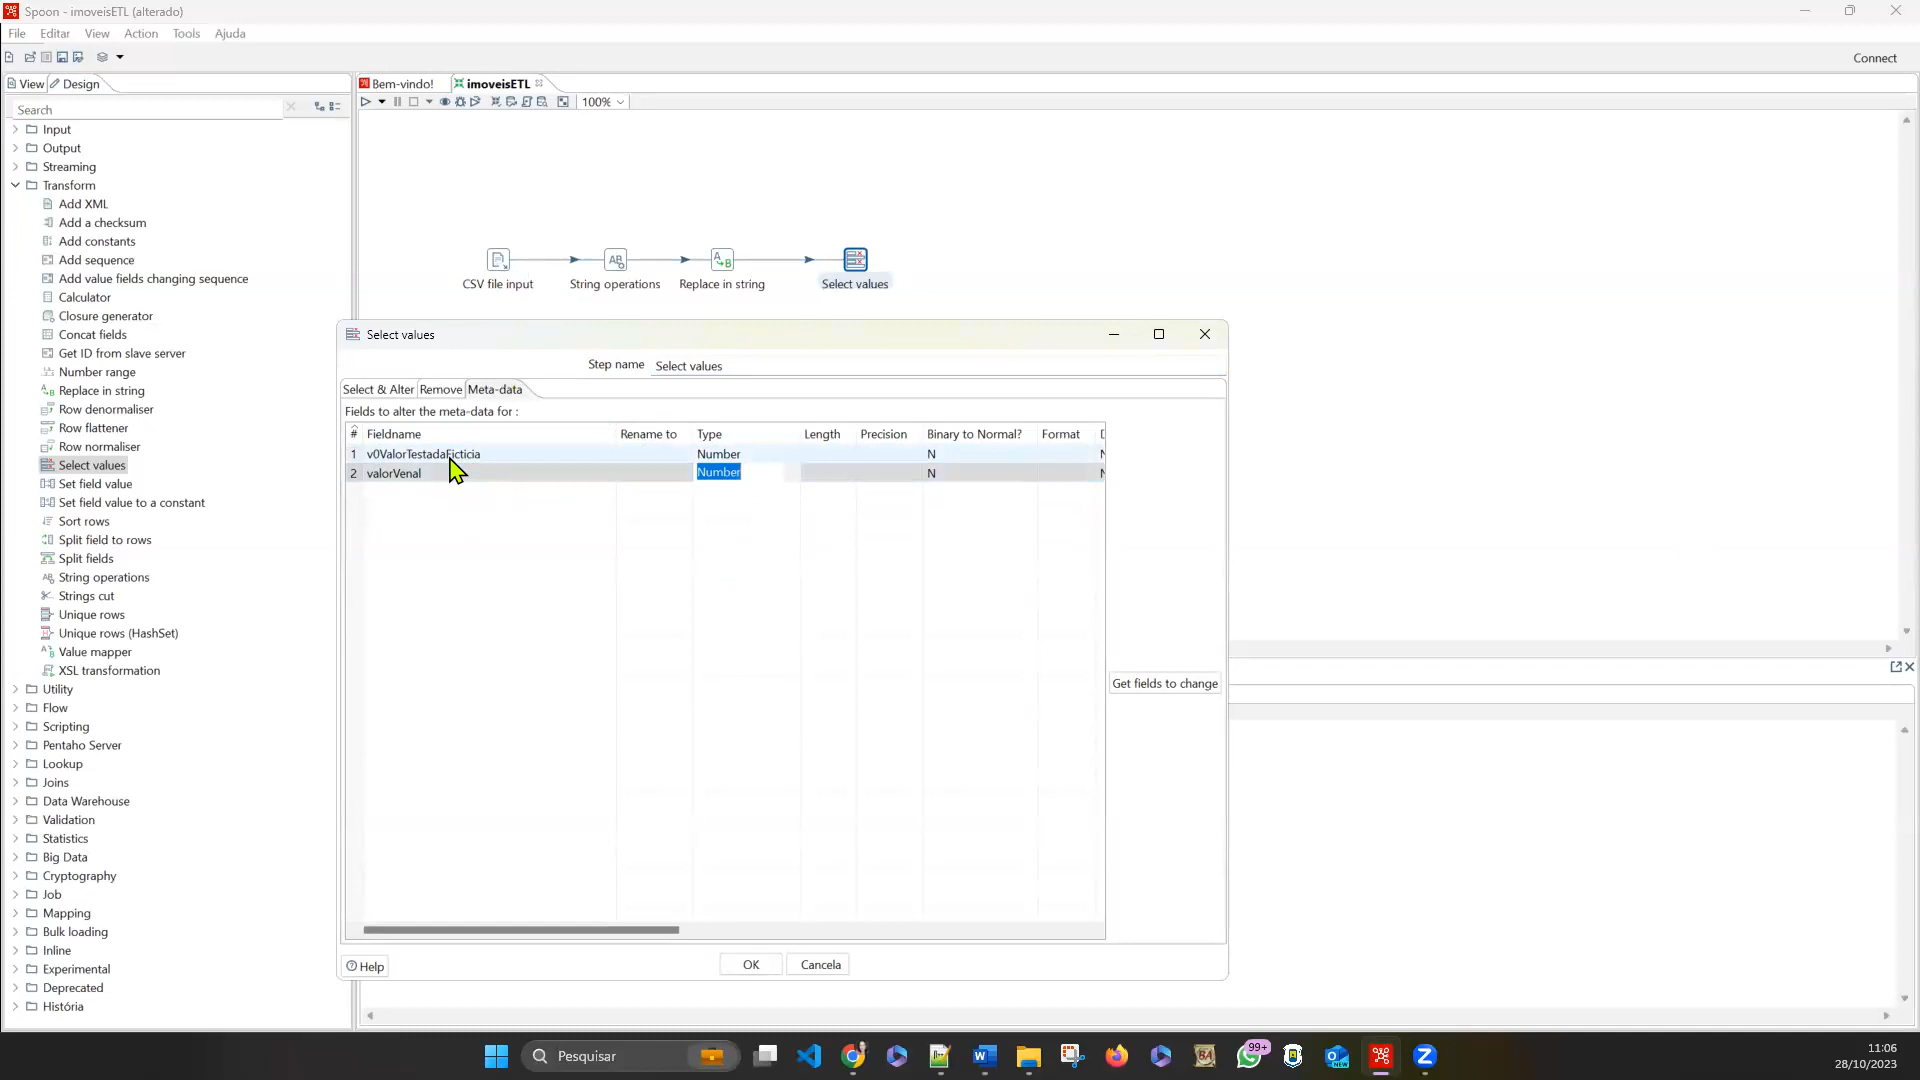 Spoon - imoveisETL (alterado)
File Editar View Action Tools Ajuda
Connect
View Design
Bem-vindo! imoveisETL
100%
Search
Input
Output
Streaming
Transform
Add XML
Add a checksum
Add constants
Add sequence
Add value fields changing sequence
Calculator
Closure generator
Concat fields
Get ID from slave server
Number range
Replace in string
Row denormaliser
Row flattener
Row normaliser
Select values
Set field value
Set field value to a constant
Sort rows
Split field to rows
Split fields
String operations
Strings cut
Unique rows
Unique rows (HashSet)
Value mapper
XSL transformation
Utility
Flow
Scripting
Pentaho Server
Lookup
Joins
Data Warehouse
Validation
Statistics
Big Data
Cryptography
Job
Mapping
Bulk loading
Inline
Experimental
Deprecated
História
CSV file input String operations Replace in string Select values
Select values
Step name Select values
Select & Alter Remove Meta-data
Fields to alter the meta-data for :
# Fieldname Rename to Type Length Precision Binary to Normal? Format
1 v0ValorTestadaFicticia Number N
2 valorVenal Number N
Get fields to change
Help OK Cancela
Pesquisar
99+
NEW
11:06
28/10/2023